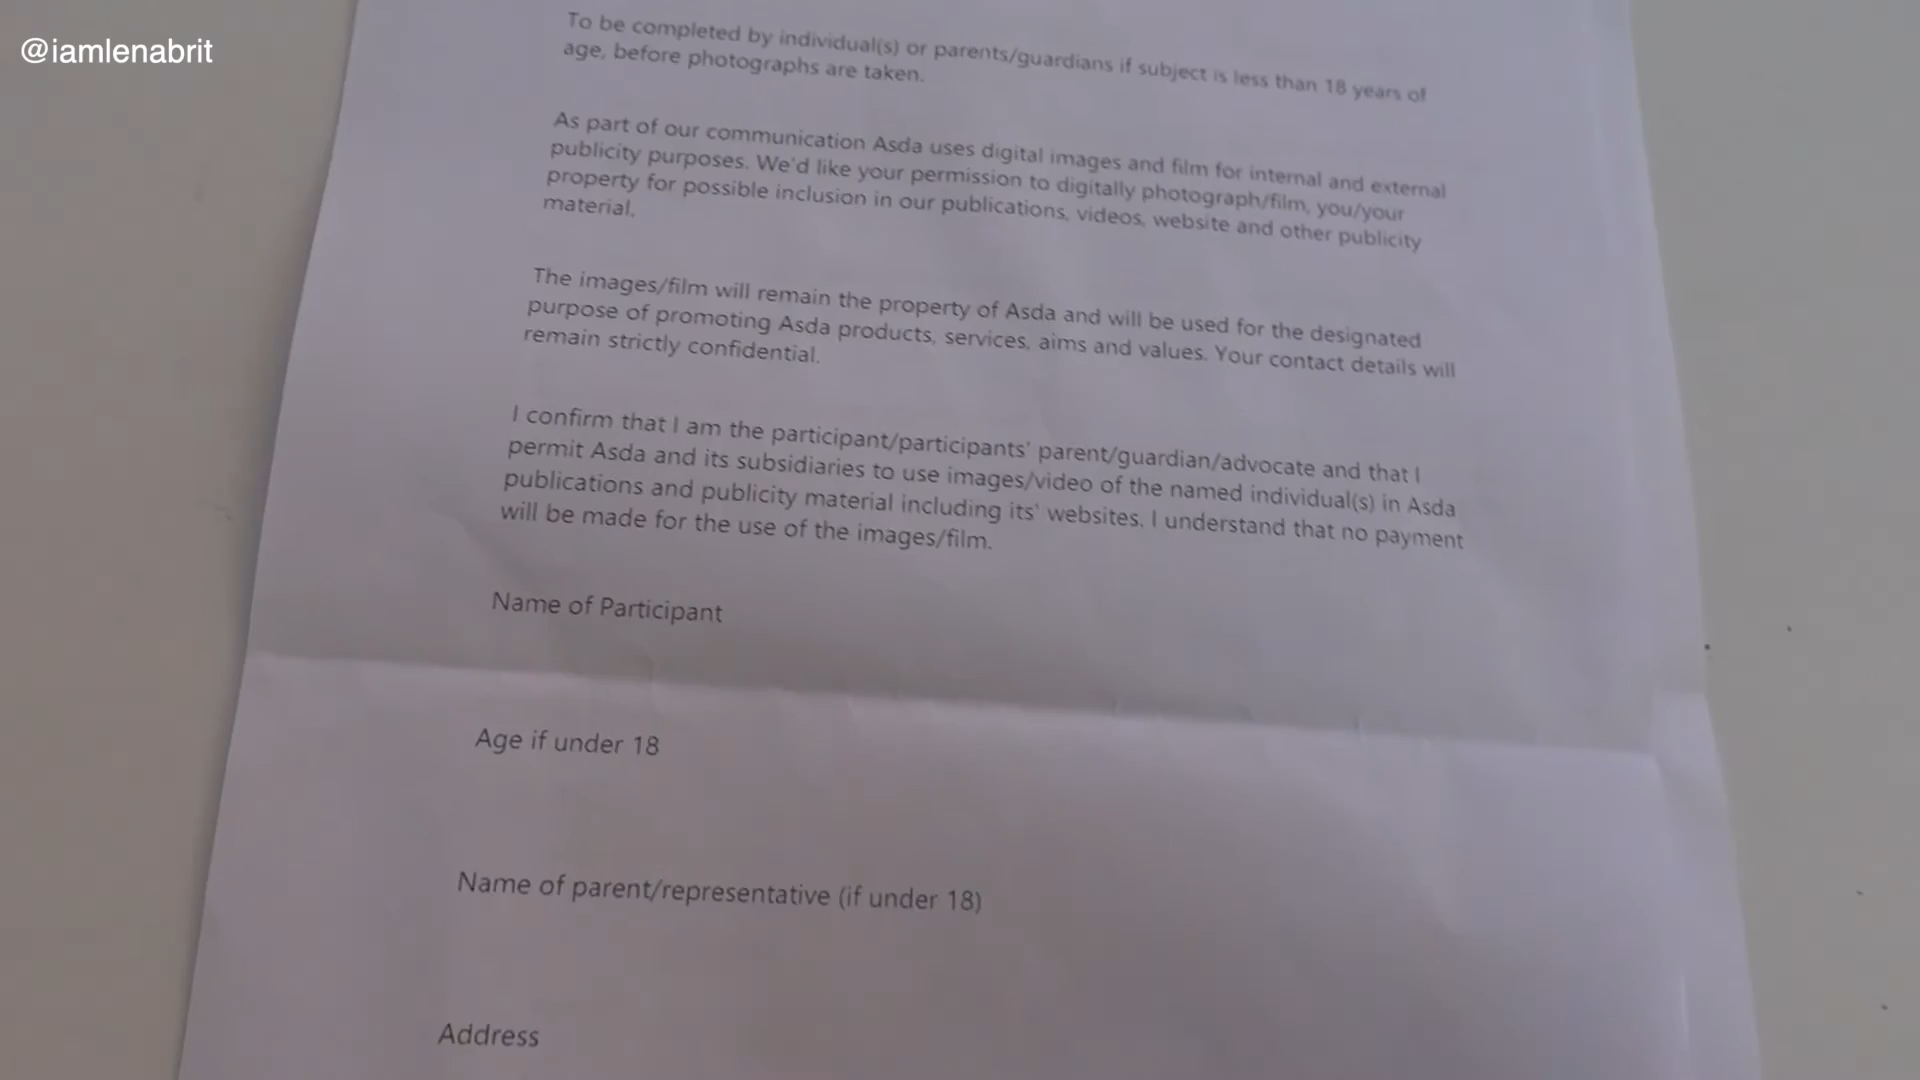 @iamlenabrit
To be completed by individual(s) or parents/guardians if subject is less than 18 years of
age, before photographs are taken.
As part of our communication Asda uses digital images and film for internal and external
publicity purposes. We'd like your permission to digitally photograph/film, you/your
property for possible inclusion in our publications, videos, website and other publicity
material.
The images/film will remain the property of Asda and will be used for the designated
purpose of promoting Asda products, services, aims and values. Your contact details will
remain strictly confidential.
I confirm that I am the participant/participants' parent/guardian/advocate and that I
permit Asda and its subsidiaries to use images/video of the named individual(s) in Asda
publications and publicity material including its' websites. I understand that no payment
will be made for the use of the images/film.
Name of Participant
Age if under 18
Name of parent/representative (if under 18)
Address